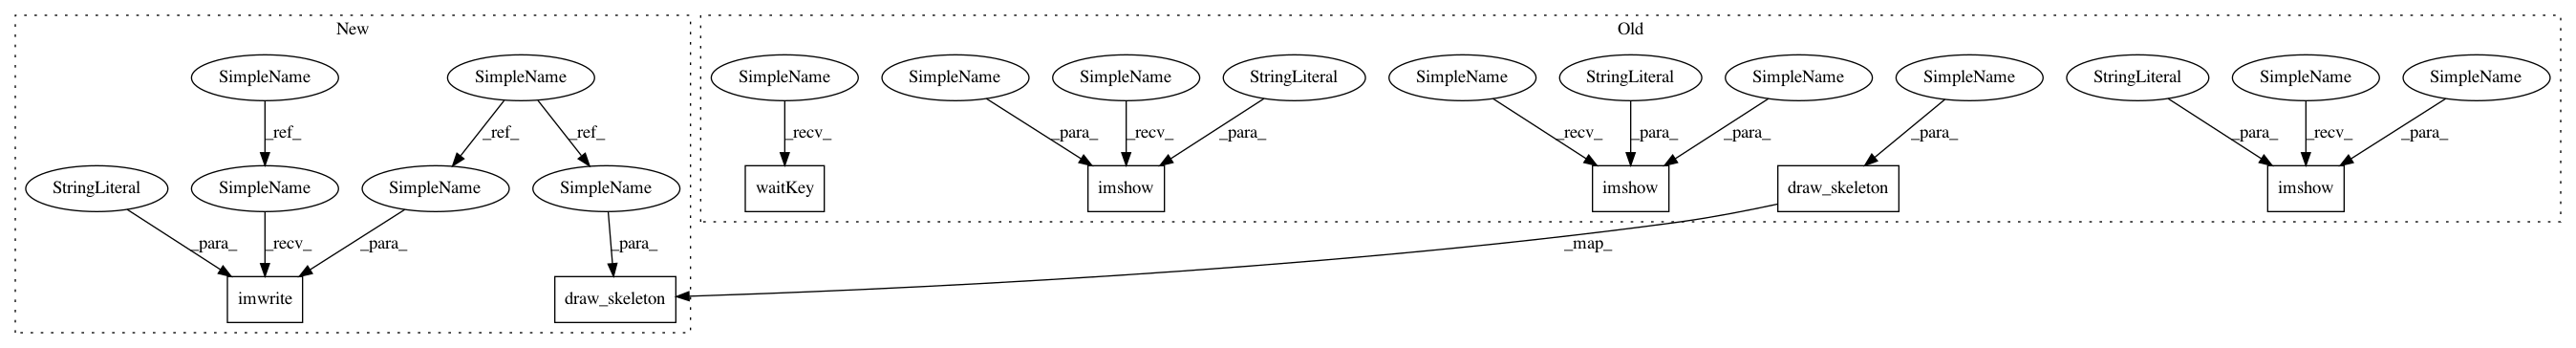 New
Old
SimpleName
SimpleName
SimpleName
SimpleName
SimpleName
StringLiteral
SimpleName
StringLiteral
SimpleName
SimpleName
StringLiteral
SimpleName
SimpleName
_ref_
_ref_
_ref_
_recv_
_para_
_recv_
_para_
_recv_
_para_
_para_
_para_
_para_
_recv_
_para_
StringLiteral
SimpleName
SimpleName
SimpleName
waitKey
imshow
imshow
draw_skeleton
imshow
_para_
_recv_
_para_
_para_
_map_
imwrite
draw_skeleton